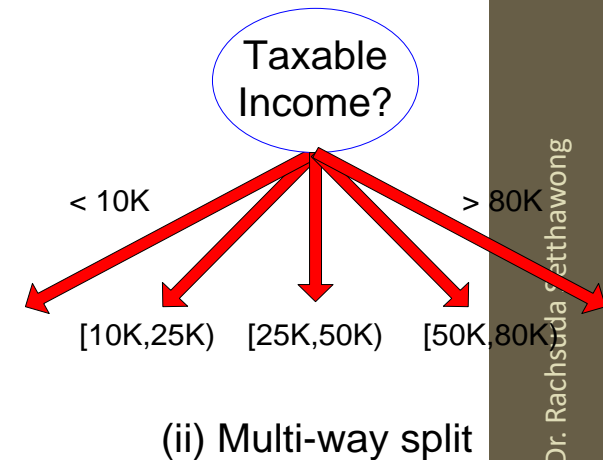 Taxable
Income?
< 10K
> 80K
[10K,25K)
[25K,50K)
[50K,80K)
(ii) Multi-way split
Dr. Rachsuda Setthawong